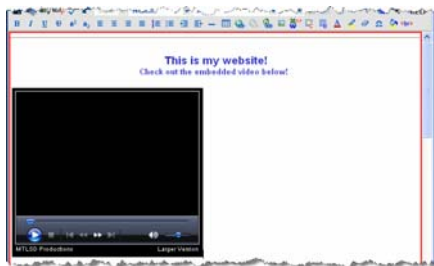 This is my website!
Check out the embedded video below!
MTLSD Productions
Larger Version